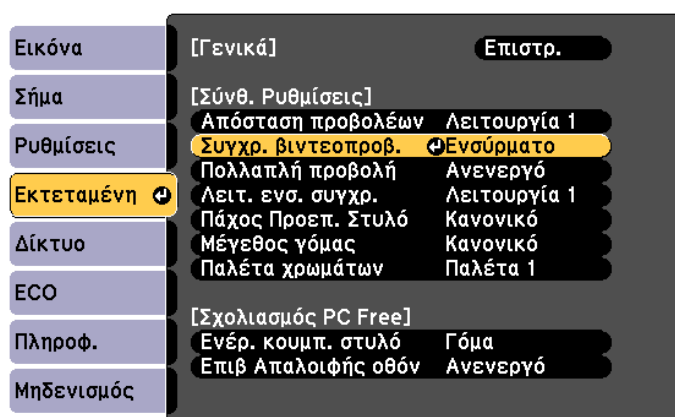 Εικόνα
Σήμα
Ρυθμίσεις
Εκτεταμένη
Δίκτυο
ECO
Πληροφ.
Μηδενισμός
[Γενικά] Επιστρ.
[Σύνθ. Ρυθμίσεις]
Απόσταση προβολέων Λειτουργία 1
Συγχρ. βιντεοπροβ. Ενσύρματο
Πολλαπλή προβολή Ανενεργό
Λειτ. ενσ. συγχρ. Λειτουργία 1
Πάχος Προεπ. Στυλό Κανονικό
Μέγεθος γόμας Κανονικό
Παλέτα χρωμάτων Παλέτα 1
[Σχολιασμός PC Free]
Ενέρ. κουμπ. στυλό Γόμα
Επιβ Απαλοιφής οθόν Ανενεργό